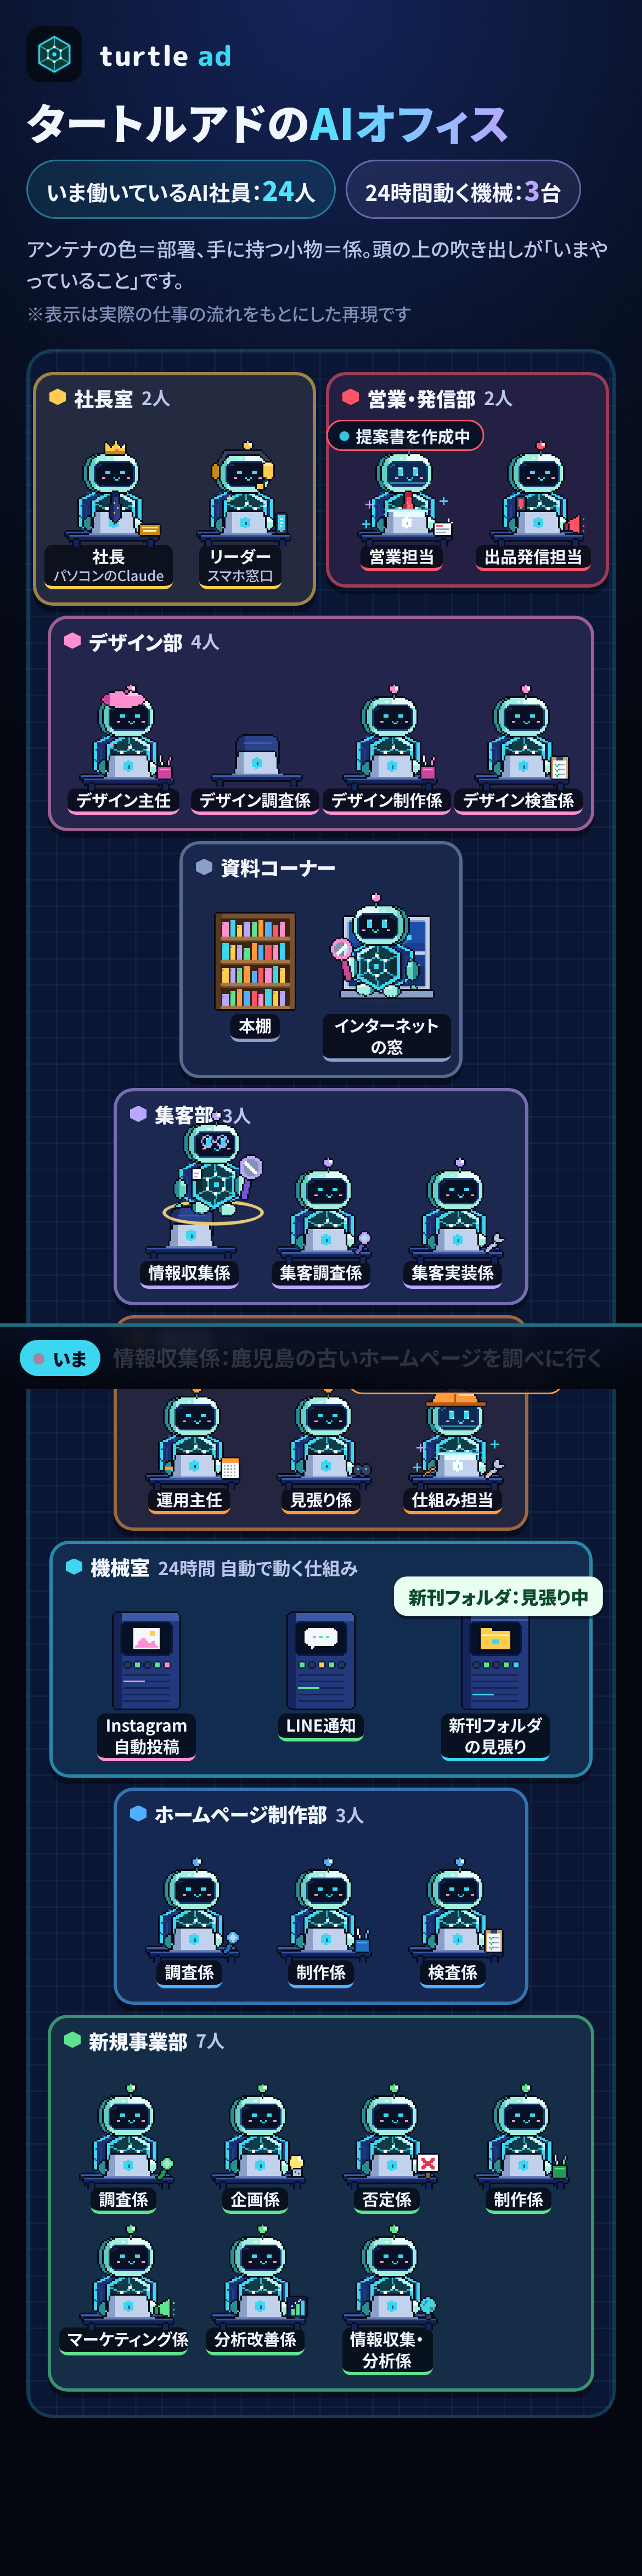 turtle ad
タートルアドのAIオフィス
いま働いているAI社員：24人
24時間動く機械：3台
アンテナの色＝部署、手に持つ小物＝係。頭の上の吹き出しが「いまや
っていること」です。
※表示は実際の仕事の流れをもとにした再現です
社長室 2人
社長
パソコンのClaude
リーダー
スマホ窓口
営業・発信部 2人
提案書を作成中
営業担当
出品発信担当
デザイン部 4人
デザイン主任
デザイン調査係
デザイン制作係
デザイン検査係
資料コーナー
本棚
インターネット
の窓
集客部 3人
情報収集係
集客調査係
集客実装係
いま
情報収集係：鹿児島の古いホームページを調べに行く
運用主任
見張り係
仕組み担当
機械室 24時間 自動で動く仕組み
新刊フォルダ：見張り中
Instagram
自動投稿
LINE通知
新刊フォルダ
の見張り
ホームページ制作部 3人
調査係
制作係
検査係
新規事業部 7人
調査係
企画係
否定係
制作係
マーケティング係
分析改善係
情報収集・
分析係